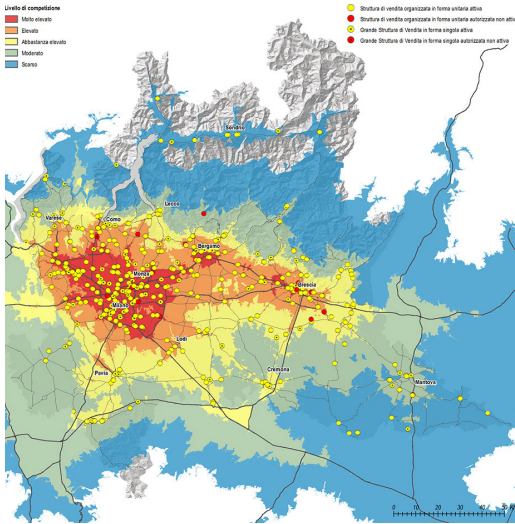 Livello di competizione
Molto elevato
Elevato
Abbastanza elevato
Moderato
Scarso
Struttura di vendita organizzata in forma unitaria attiva
Struttura di vendita organizzata in forma unitaria autorizzata non attiva
Grande Struttura di Vendita in forma singola attiva
Grande Struttura di Vendita in forma singola autorizzata non attiva
Sondrio
Lecco
Varese
Como
Bergamo
Monza
Brescia
Milano
Lodi
Pavia
Cremona
Mantova
0 10 20 30 40 50